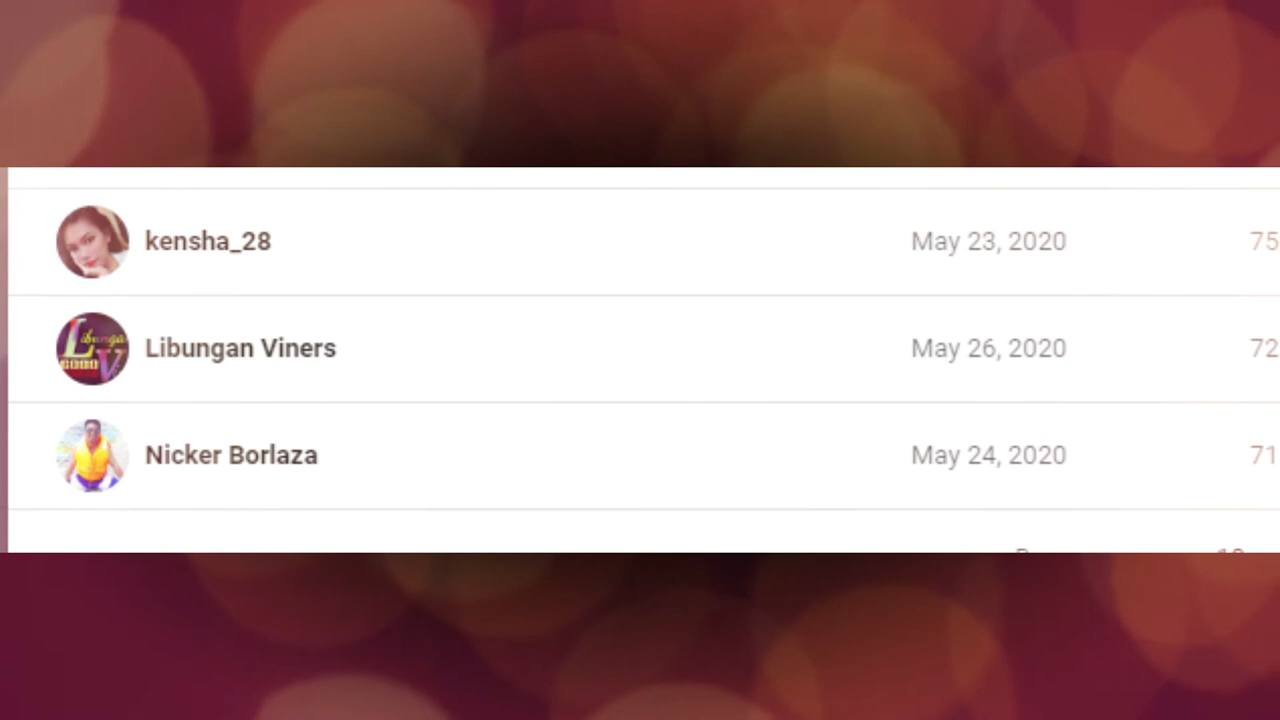 kensha_28 May 23, 2020 75
Libungan Viners May 26, 2020 72
Nicker Borlaza May 24, 2020 71